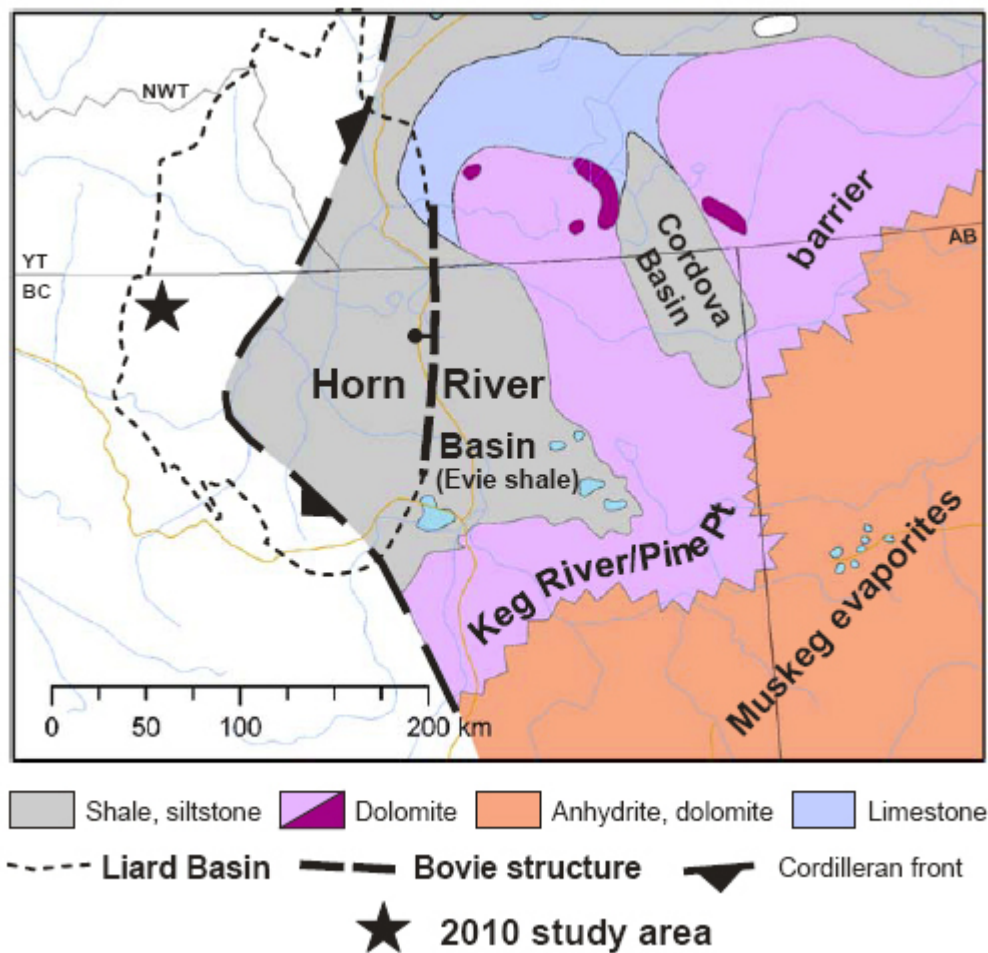 NWT
YT
BC
AB
barrier
Cordova
Basin
Horn River
Basin
(Evie shale)
Keg River/Pine Pt
Muskeg evaporites
0 50 100 200 km
Shale, siltstone Dolomite Anhydrite, dolomite Limestone
Liard Basin Bovie structure Cordilleran front
2010 study area